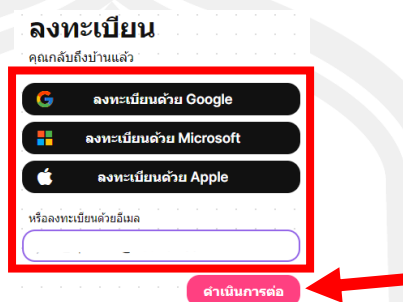 ลงทะเบียน
คุณกลับถึงบ้านแล้ว
ลงทะเบียนด้วย Google
ลงทะเบียนด้วย Microsoft
ลงทะเบียนด้วย Apple
หรือลงทะเบียนด้วยอีเมล
ดำเนินการต่อ